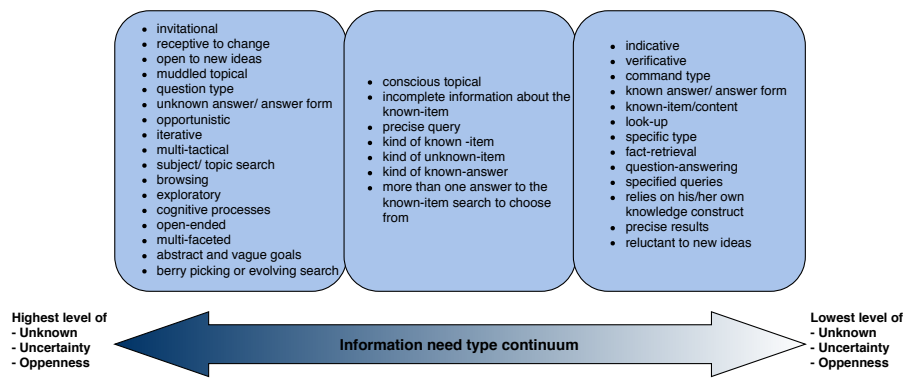 • invitational
• receptive to change
• open to new ideas
• muddled topical
• question type
• unknown answer/ answer form
• opportunistic
• iterative
• multi-tactical
• subject/ topic search
• browsing
• exploratory
• cognitive processes
• open-ended
• multi-faceted
• abstract and vague goals
• berry picking or evolving search
• conscious topical
• incomplete information about the
known-item
• precise query
• kind of known -item
• kind of unknown-item
• kind of known-answer
• more than one answer to the
known-item search to choose
from
• indicative
• verificative
• command type
• known answer/ answer form
• known-item/content
• look-up
• specific type
• fact-retrieval
• question-answering
• specified queries
• relies on his/her own
knowledge construct
• precise results
• reluctant to new ideas
Highest level of
- Unknown
- Uncertainty
- Oppenness
Information need type continuum
Lowest level of
- Unknown
- Uncertainty
- Oppenness